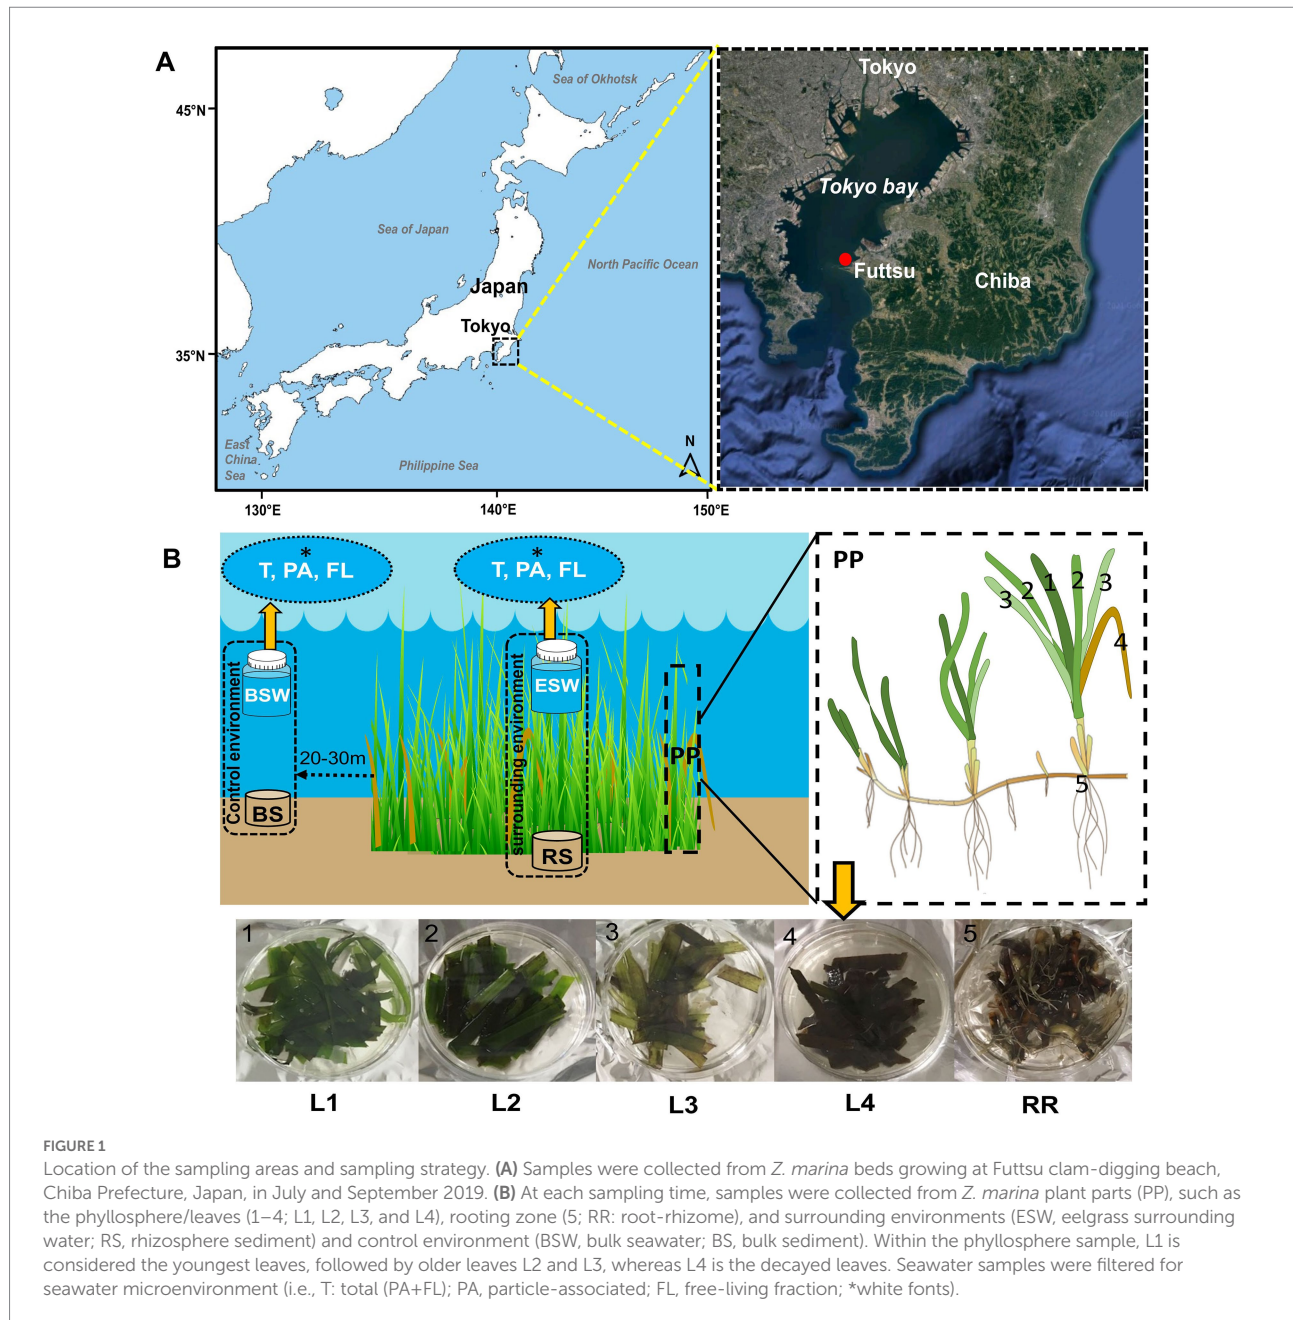 A
Sea of Okhotsk
45°N
Sea of Japan
North Pacific Ocean
Japan
Tokyo
35°N
East
China
Sea
Philippine Sea
N
130°E
140°E
150°E
Tokyo
Tokyo bay
Futtsu
Chiba
B
*
T, PA, FL
*
T, PA, FL
Control environment
BSW
BS
20-30m
surrounding environment
ESW
RS
PP
PP
3
2
1
2
3
4
5
1
2
3
4
5
L1
L2
L3
L4
RR
FIGURE 1
Location of the sampling areas and sampling strategy. (A) Samples were collected from Z. marina beds growing at Futtsu clam-digging beach,
Chiba Prefecture, Japan, in July and September 2019. (B) At each sampling time, samples were collected from Z. marina plant parts (PP), such as
the phyllosphere/leaves (1–4; L1, L2, L3, and L4), rooting zone (5; RR: root-rhizome), and surrounding environments (ESW, eelgrass surrounding
water; RS, rhizosphere sediment) and control environment (BSW, bulk seawater; BS, bulk sediment). Within the phyllosphere sample, L1 is
considered the youngest leaves, followed by older leaves L2 and L3, whereas L4 is the decayed leaves. Seawater samples were filtered for
seawater microenvironment (i.e., T: total (PA+FL); PA, particle-associated; FL, free-living fraction; *white fonts).